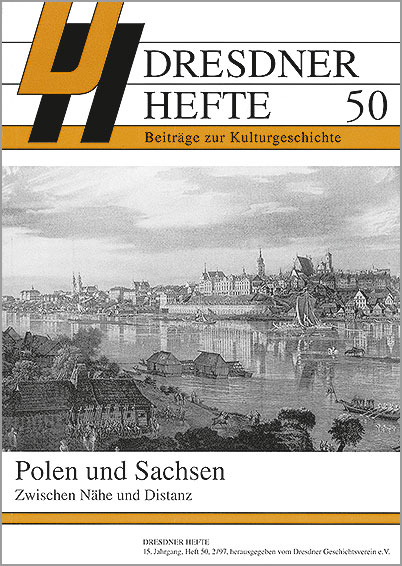 DRESDNER
HEFTE 50
Beiträge zur Kulturgeschichte
Polen und Sachsen
Zwischen Nähe und Distanz
DRESDNER HEFTE
15. Jahrgang, Heft 50, 2/97, herausgegeben vom Dresdner Geschichtsverein e.V.